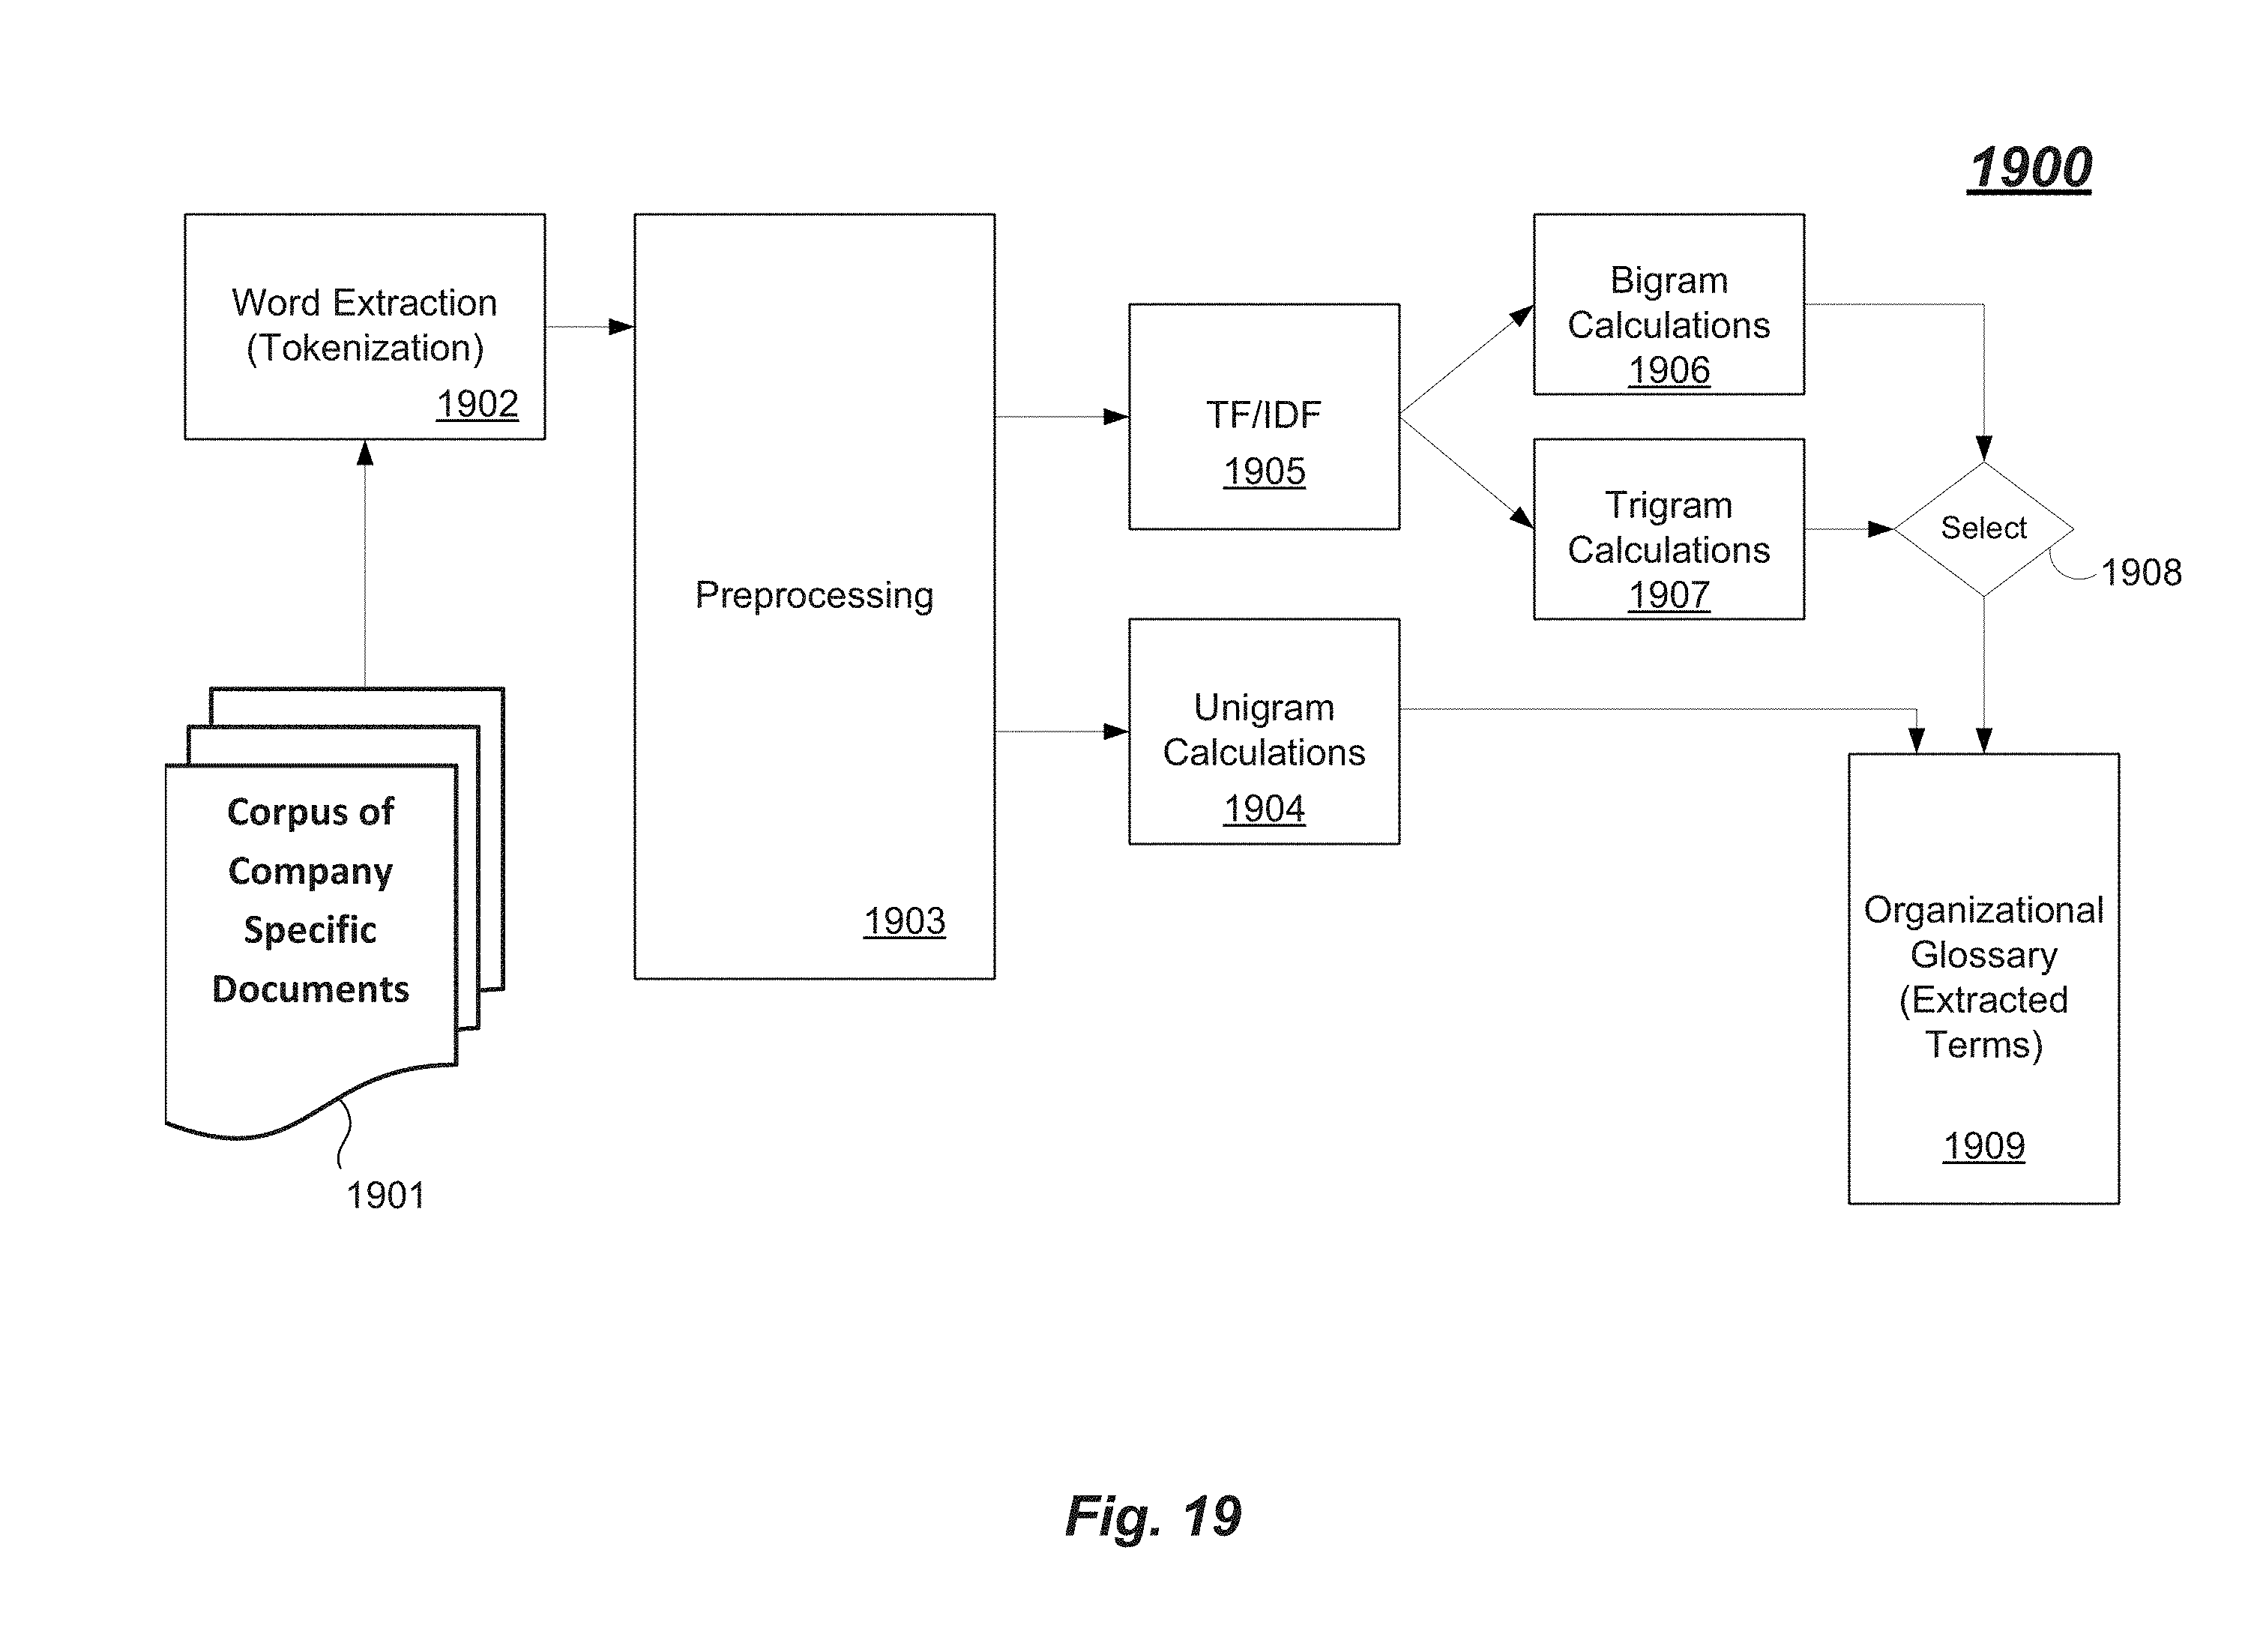 1900
Word Extraction
(Tokenization)
1902
Preprocessing
1903
TF/IDF
1905
Bigram
Calculations
1906
Trigram
Calculations
1907
Select
1908
Unigram
Calculations
1904
Corpus of
Company
Specific
Documents
1901
Organizational
Glossary
(Extracted
Terms)
1909
Fig. 19